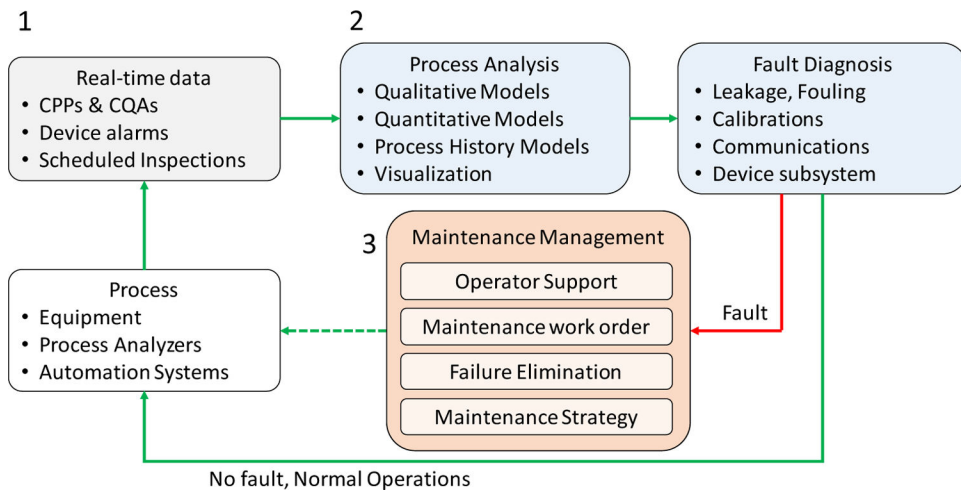 1
Real-time data
• CPPs & CQAs
• Device alarms
• Scheduled Inspections
2
Process Analysis
• Qualitative Models
• Quantitative Models
• Process History Models
• Visualization
Fault Diagnosis
• Leakage, Fouling
• Calibrations
• Communications
• Device subsystem
3
Maintenance Management
Operator Support
Maintenance work order
Failure Elimination
Maintenance Strategy
Fault
Process
• Equipment
• Process Analyzers
• Automation Systems
No fault, Normal Operations